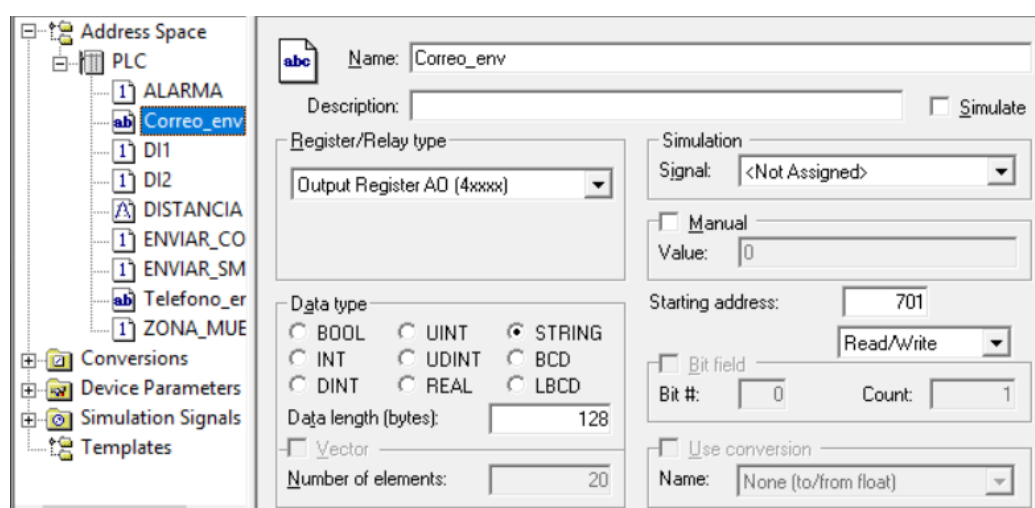 Address Space
PLC
ALARMA
Correo_env
DI1
DI2
DISTANCIA
ENVIAR_CO
ENVIAR_SM
Telefono_er
ZONA_MUE
Conversions
Device Parameters
Simulation Signals
Templates
Name: Correo_env
Description:
Simulate
Register/Relay type
Output Register AO (4xxxx)
Simulation
Signal: <Not Assigned>
Manual
Value: 0
Data type
BOOL UINT STRING
INT UDINT BCD
DINT REAL LBCD
Data length (bytes): 128
Vector
Number of elements: 20
Starting address: 701
Read/Write
Bit field
Bit #: 0 Count: 1
Use conversion
Name: None (to/from float)